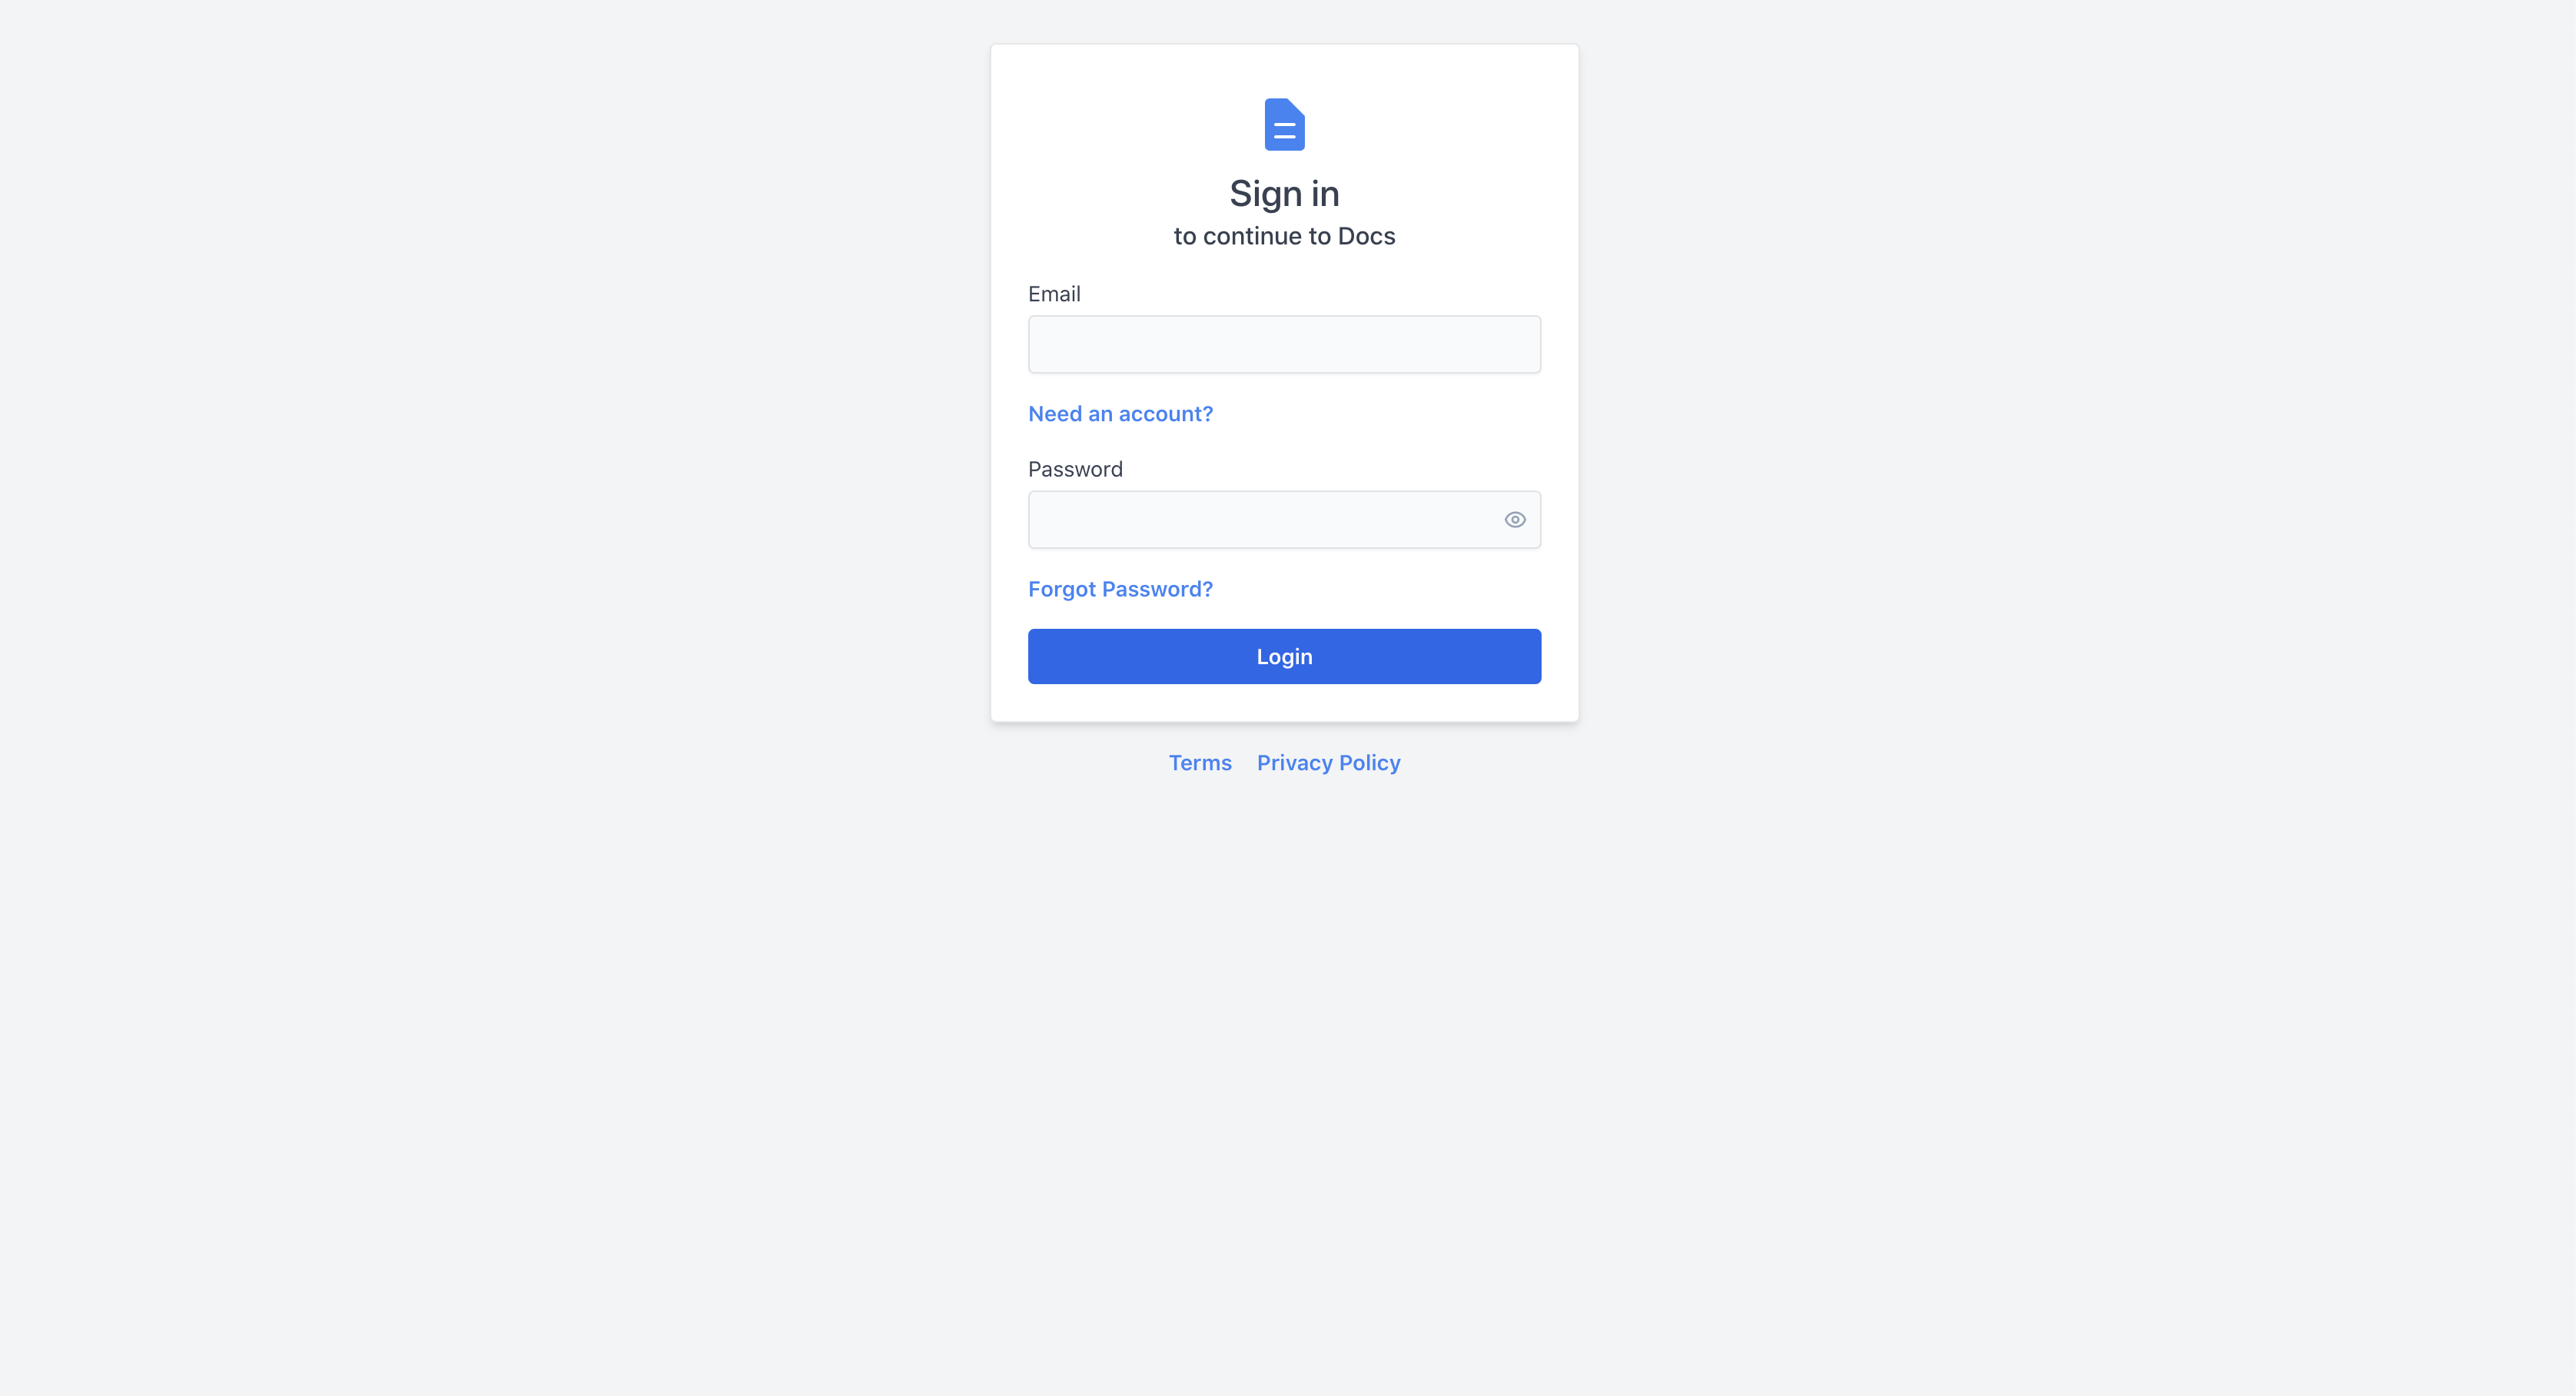 Sign in
to continue to Docs
Email
Need an account?
Password
Forgot Password?
Login
Terms Privacy Policy